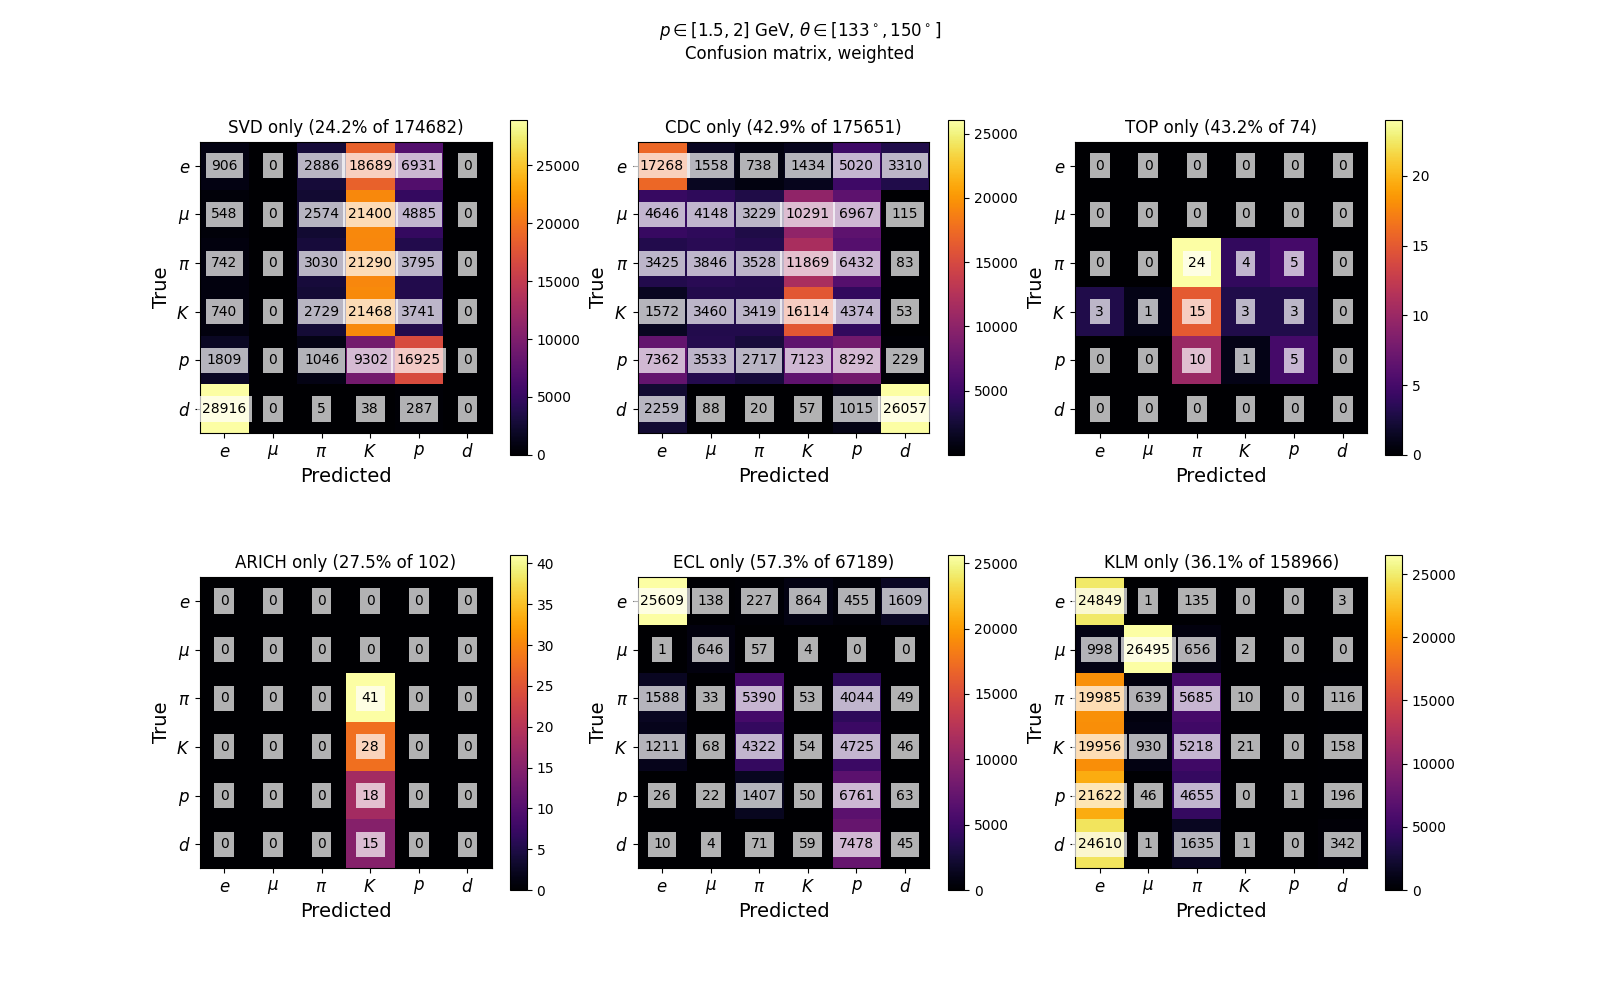 p ∈ [1.5, 2] GeV, θ ∈ [133°, 150°]
Confusion matrix, weighted
SVD only (24.2% of 174682)
e 906 0 2886 18689 6931 0
μ 548 0 2574 21400 4885 0
π 742 0 3030 21290 3795 0
K 740 0 2729 21468 3741 0
p 1809 0 1046 9302 16925 0
d 28916 0 5 38 287 0
e μ π K p d
Predicted
True
25000
20000
15000
10000
5000
0
CDC only (42.9% of 175651)
e 17268 1558 738 1434 5020 3310
μ 4646 4148 3229 10291 6967 115
π 3425 3846 3528 11869 6432 83
K 1572 3460 3419 16114 4374 53
p 7362 3533 2717 7123 8292 229
d 2259 88 20 57 1015 26057
e μ π K p d
Predicted
True
25000
20000
15000
10000
5000
TOP only (43.2% of 74)
e 0 0 0 0 0 0
μ 0 0 0 0 0 0
π 0 0 24 4 5 0
K 3 1 15 3 3 0
p 0 0 10 1 5 0
d 0 0 0 0 0 0
e μ π K p d
Predicted
True
20
15
10
5
0
ARICH only (27.5% of 102)
e 0 0 0 0 0 0
μ 0 0 0 0 0 0
π 0 0 0 41 0 0
K 0 0 0 28 0 0
p 0 0 0 18 0 0
d 0 0 0 15 0 0
e μ π K p d
Predicted
True
40
35
30
25
20
15
10
5
0
ECL only (57.3% of 67189)
e 25609 138 227 864 455 1609
μ 1 646 57 4 0 0
π 1588 33 5390 53 4044 49
K 1211 68 4322 54 4725 46
p 26 22 1407 50 6761 63
d 10 4 71 59 7478 45
e μ π K p d
Predicted
True
25000
20000
15000
10000
5000
0
KLM only (36.1% of 158966)
e 24849 1 135 0 0 3
μ 998 26495 656 2 0 0
π 19985 639 5685 10 0 116
K 19956 930 5218 21 0 158
p 21622 46 4655 0 1 196
d 24610 1 1635 1 0 342
e μ π K p d
Predicted
True
25000
20000
15000
10000
5000
0